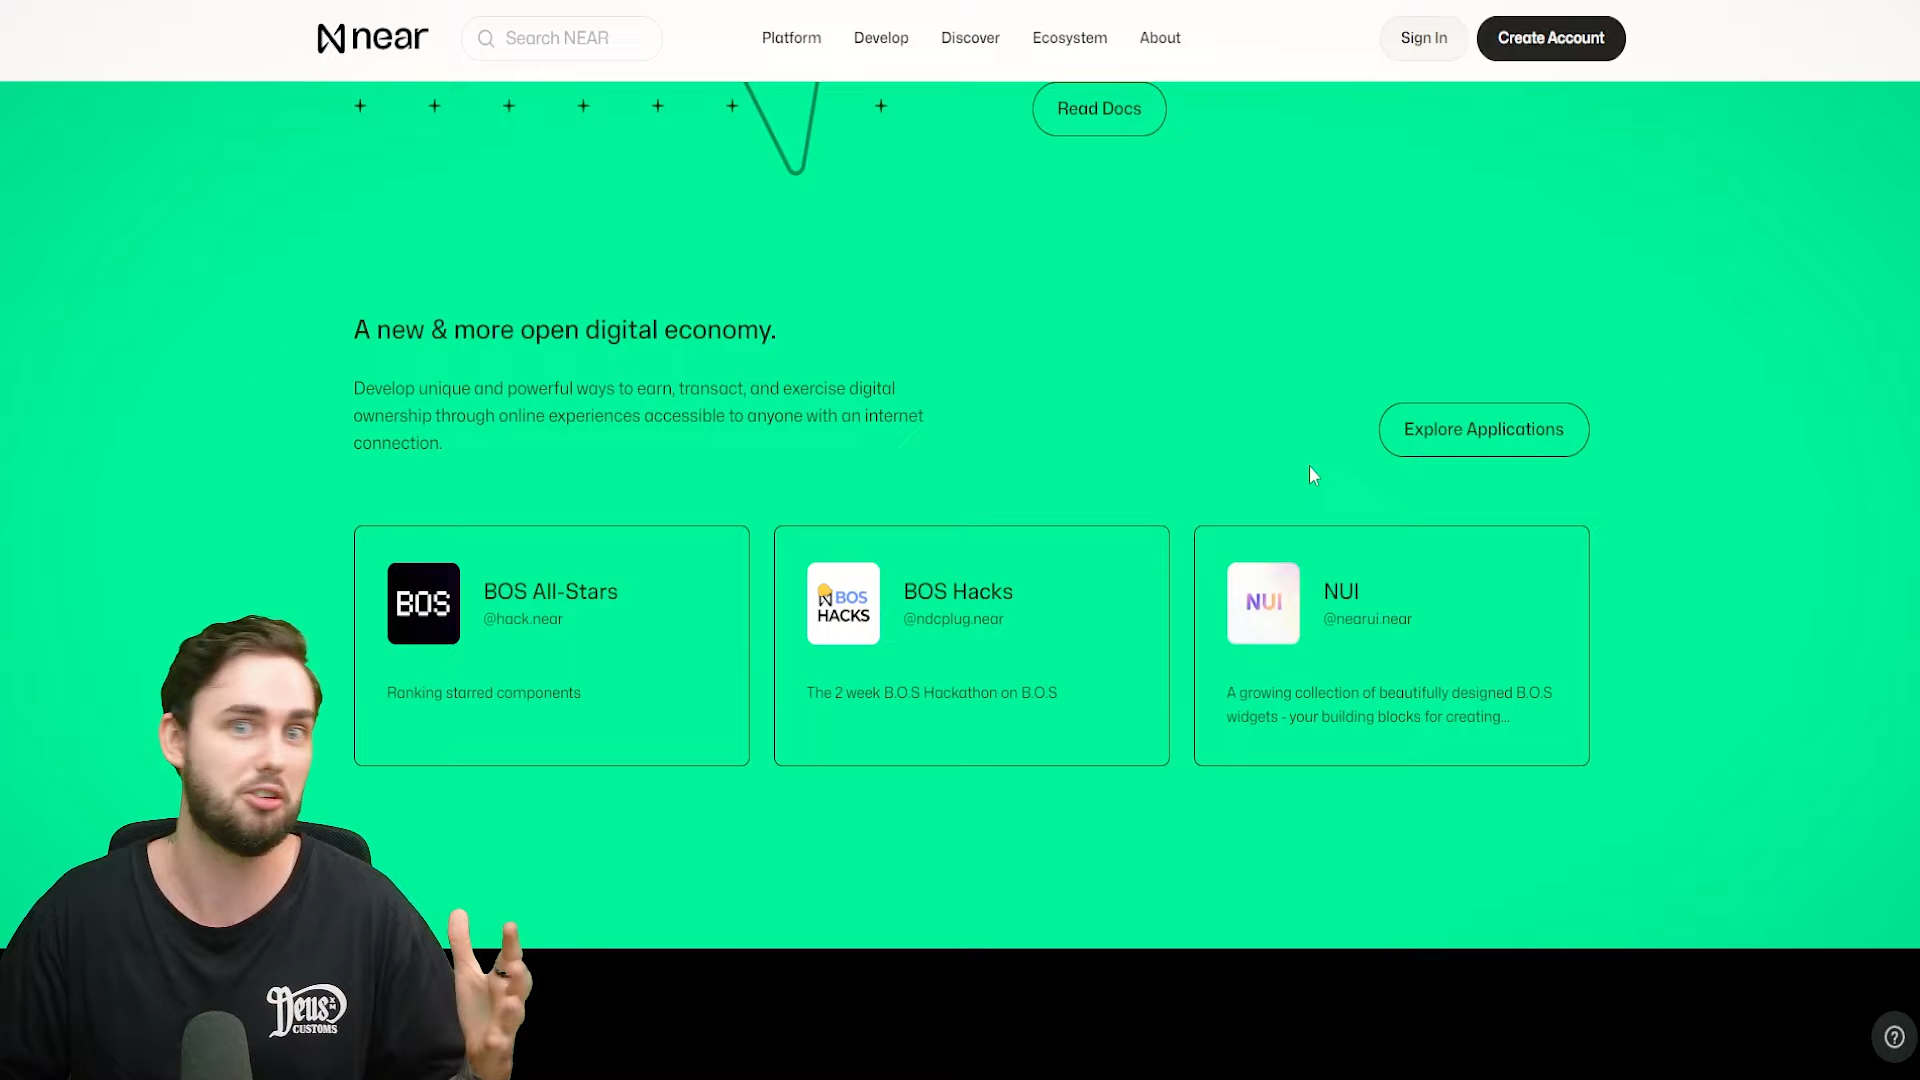 near
Search NEAR
Platform
Develop
Discover
Ecosystem
About
Sign In
Create Account
Read Docs
A new & more open digital economy.
Develop unique and powerful ways to earn, transact, and exercise digital
ownership through online experiences accessible to anyone with an internet
connection.
Explore Applications
BOS
BOS All-Stars
@hack.near
Ranking starred components
BOS
HACKS
BOS Hacks
@ndcplug.near
The 2 week B.O.S Hackathon on B.O.S
NUI
NUI
@nearui.near
A growing collection of beautifully designed B.O.S
widgets - your building blocks for creating...
Deus
CUSTOMS